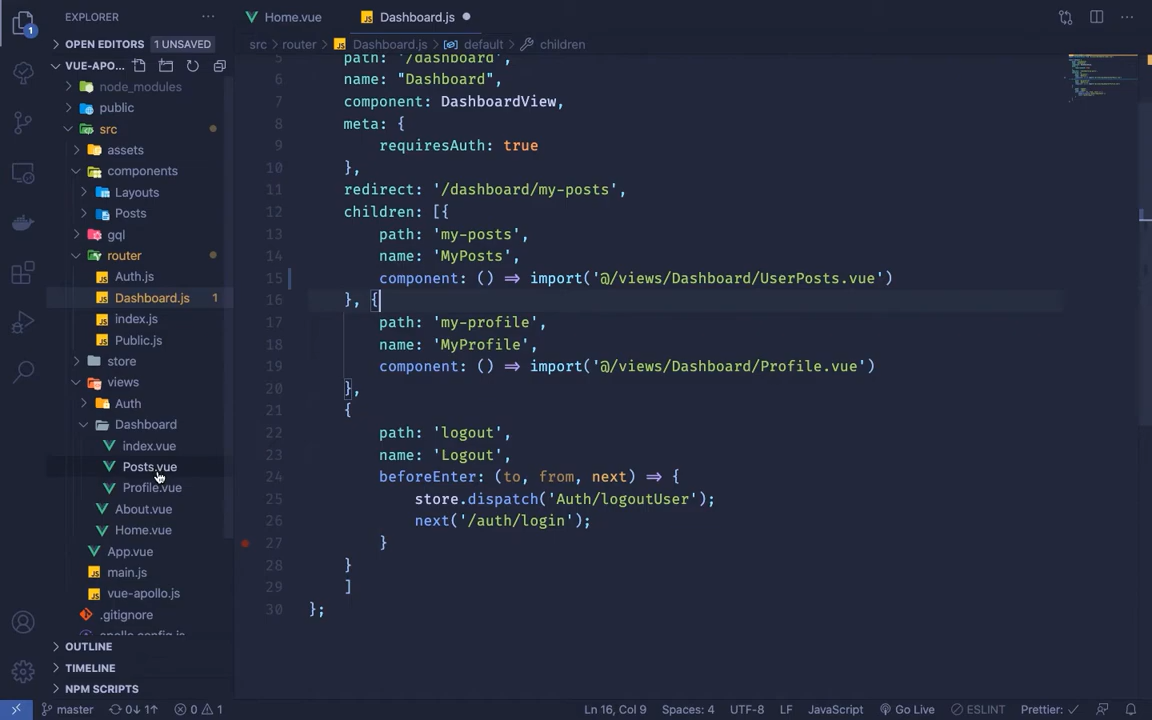 EXPLORER
Home.vue
Dashboard.js
OPEN EDITORS 1 UNSAVED
src › router › Dashboard.js › default › children
VUE-APO...
node_modules
public
src
assets
components
Layouts
Posts
gql
router
Auth.js
Dashboard.js 1
index.js
Public.js
store
views
Auth
Dashboard
index.vue
Posts.vue
Profile.vue
About.vue
Home.vue
App.vue
main.js
vue-apollo.js
.gitignore
apollo.config.js
OUTLINE
TIMELINE
NPM SCRIPTS
1
5 path: '/dashboard',
6 name: "Dashboard",
7 component: DashboardView,
8 meta: {
9 requiresAuth: true
10 },
11 redirect: '/dashboard/my-posts',
12 children: [{
13 path: 'my-posts',
14 name: 'MyPosts',
15 component: () => import('@/views/Dashboard/UserPosts.vue')
16 }, {
17 path: 'my-profile',
18 name: 'MyProfile',
19 component: () => import('@/views/Dashboard/Profile.vue')
20 },
21 {
22 path: 'logout',
23 name: 'Logout',
24 beforeEnter: (to, from, next) => {
25 store.dispatch('Auth/logoutUser');
26 next('/auth/login');
27 }
28 }
29 ]
30 };
master 0↓ 1↑ 0 1 Ln 16, Col 9 Spaces: 4 UTF-8 LF JavaScript Go Live ESLINT Prettier: ✓